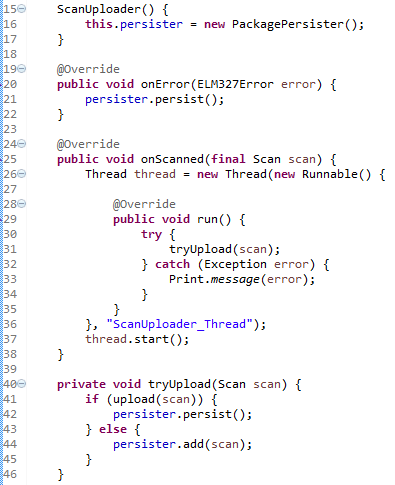 15 ScanUploader() {
16 this.persister = new PackagePersister();
17 }
18
19 @Override
20 public void onError(ELM327Error error) {
21 persister.persist();
22 }
23
24 @Override
25 public void onScanned(final Scan scan) {
26 Thread thread = new Thread(new Runnable() {
27
28 @Override
29 public void run() {
30 try {
31 tryUpload(scan);
32 } catch (Exception error) {
33 Print.message(error);
34 }
35 }
36 }, "ScanUploader_Thread");
37 thread.start();
38 }
39
40 private void tryUpload(Scan scan) {
41 if (upload(scan)) {
42 persister.persist();
43 } else {
44 persister.add(scan);
45 }
46 }